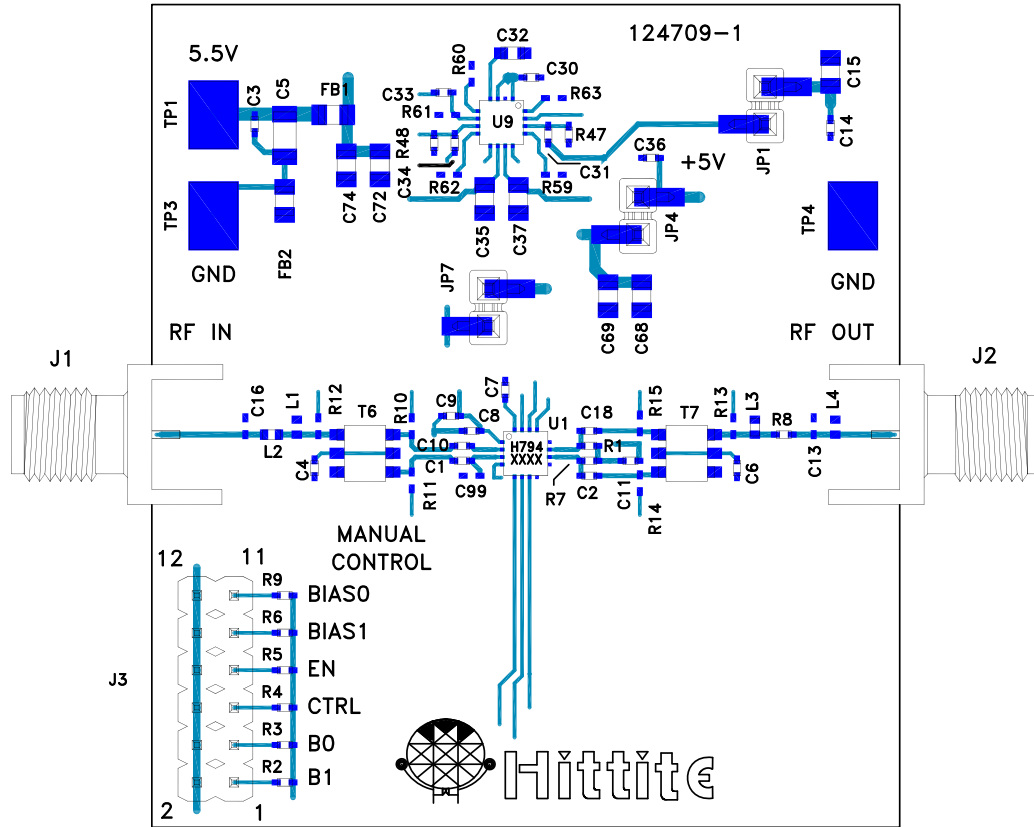 124709-1
5.5V
TP1
C3
C5
FB1
C33
R61
R48
C34
R62
R60
C32
C30
R63
U9
R47
C31
R59
C35
C37
C74
C72
C36
+5V
JP4
JP1
C15
C14
TP3
FB2
GND
TP4
GND
JP7
C69
C68
RF IN
RF OUT
J1
J2
C16
L1
R12
L2
C4
T6
R10
R11
C9
C8
C10
C1
C99
C7
U1
H794
XXXX
C18
R1
R7
C2
C11
R15
R14
T7
R13
L3
C6
R8
C13
L4
MANUAL
CONTROL
12
11
R9 BIAS0
R6 BIAS1
R5 EN
J3
R4 CTRL
R3 B0
R2 B1
2
1
Hittite